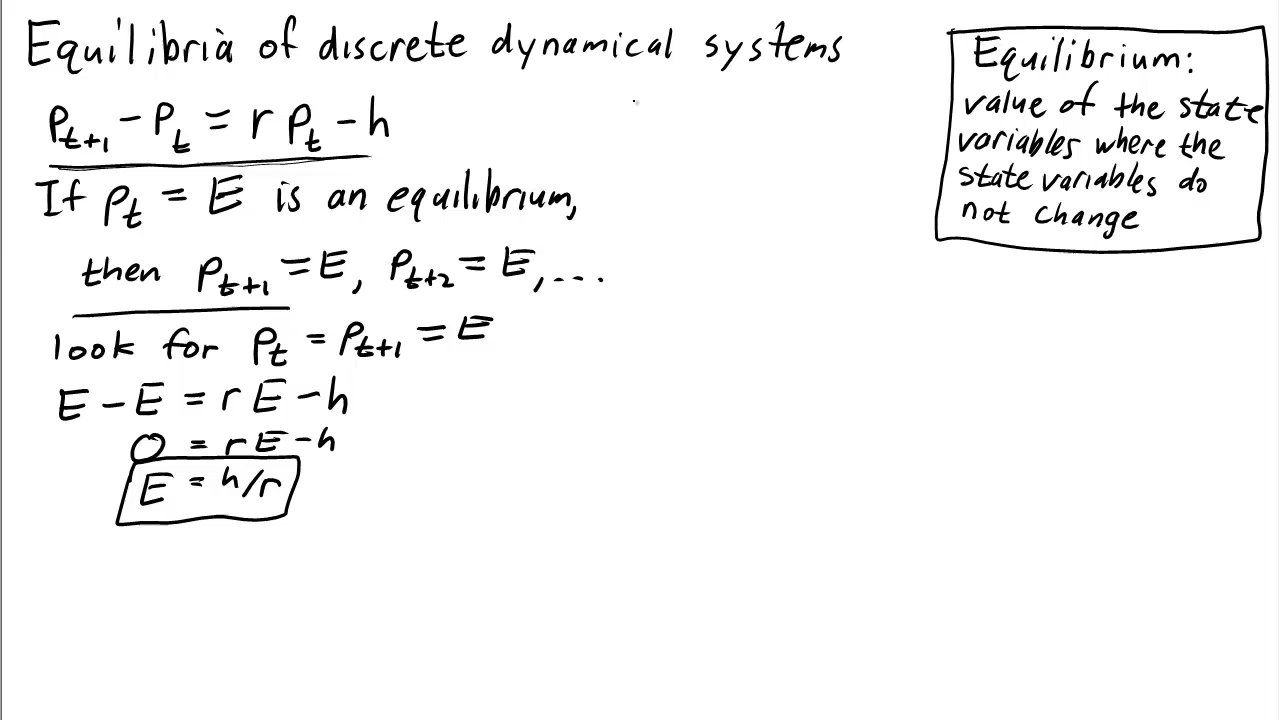 Equilibria of discrete dynamical systems
P_{t+1} - P_t = r P_t - h
If P_t = E is an equilibrium,
then P_{t+1} = E, P_{t+2} = E, ...
look for P_t = P_{t+1} = E
E - E = r E - h
0 = r E - h
E = h/r
Equilibrium:
value of the state
variables where the
state variables do
not change